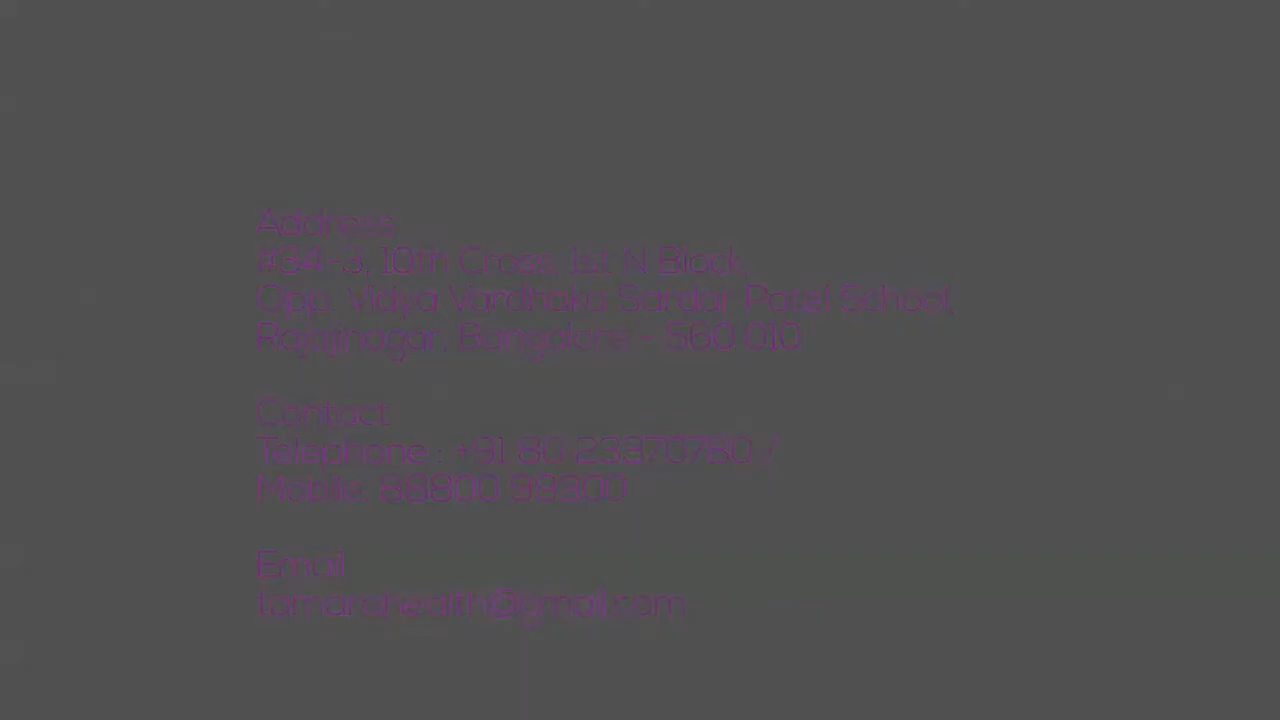 Address
#34-3, 10th Cross, 1st N Block,
Opp. Vidya Vardhaka Sardar Patel School,
Rajajinagar, Bangalore - 560 010
Contact
Telephone : +91 80 23370780 /
Mobile: 88800 99300
Email
tamarahealth@gmail.com